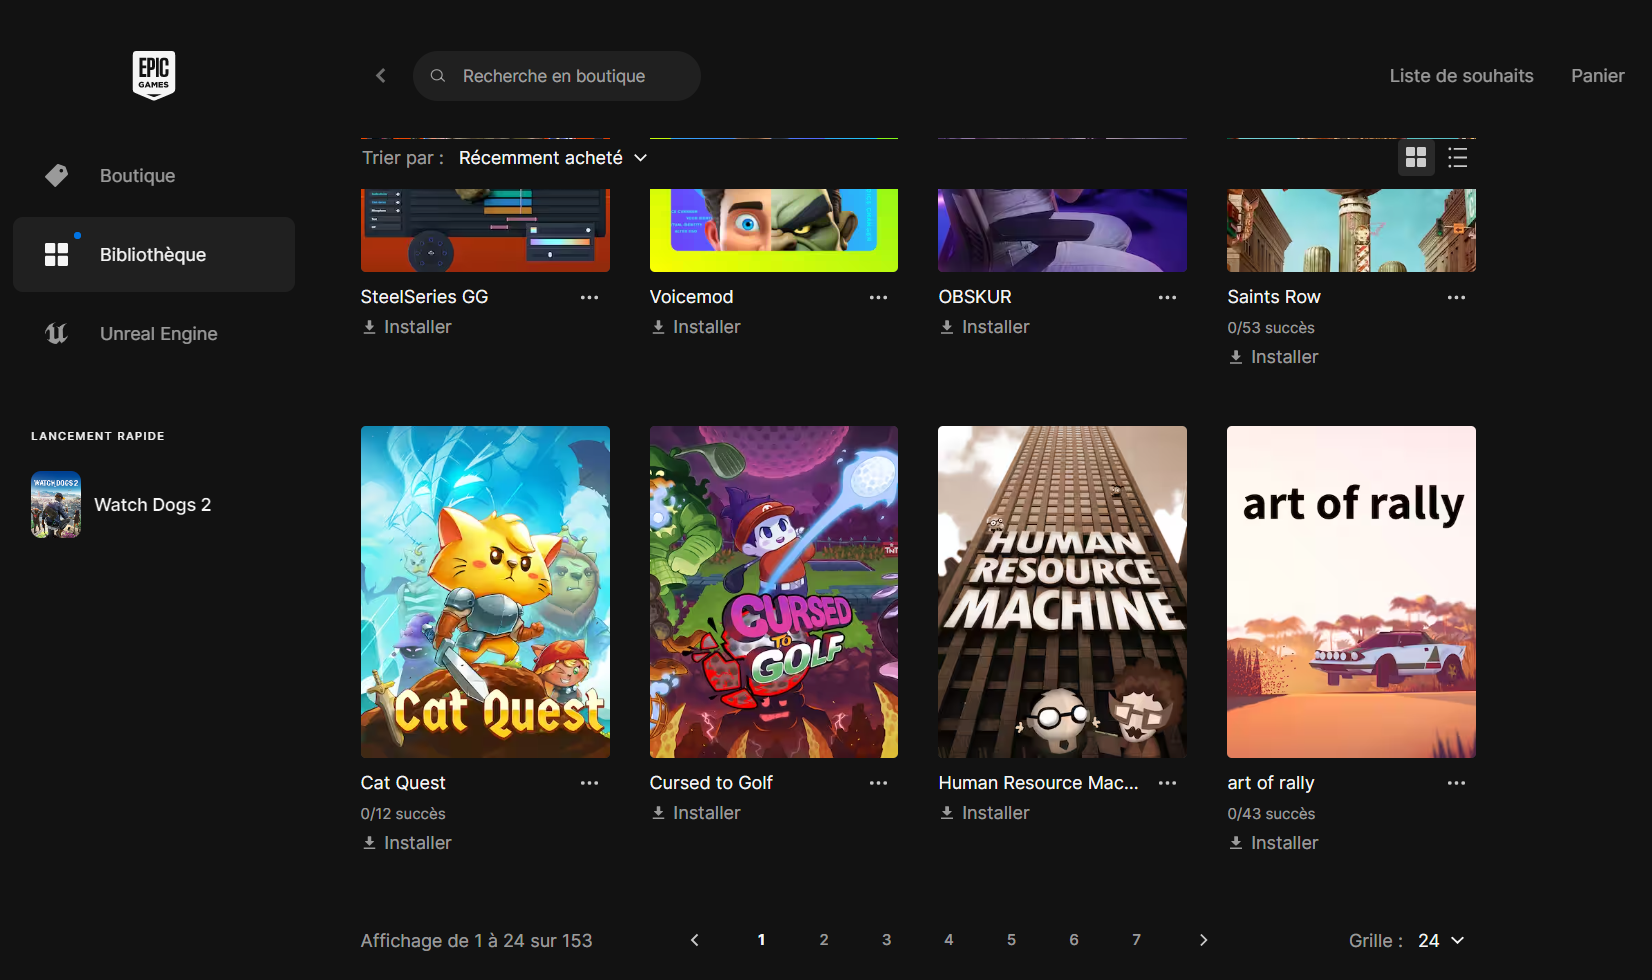 EPIC
GAMES
Recherche en boutique
Liste de souhaits
Panier
Boutique
Bibliothèque
Unreal Engine
LANCEMENT RAPIDE
WATCH DOGS 2
Watch Dogs 2
Trier par : Récemment acheté
SteelSeries GG
Installer
Voicemod
Installer
OBSKUR
Installer
Saints Row
0/53 succès
Installer
Cat Quest
Cat Quest
0/12 succès
Installer
TNT
CURSED
TO
GOLF
Cursed to Golf
Installer
HUMAN
RESOURCE
MACHINE
Human Resource Mac...
Installer
art of rally
art of rally
0/43 succès
Installer
Affichage de 1 à 24 sur 153
1 2 3 4 5 6 7
Grille : 24